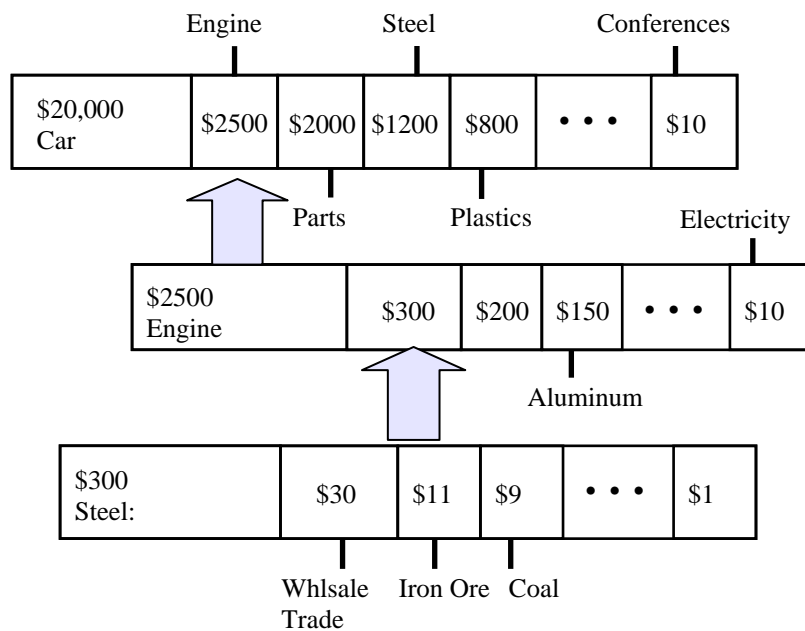 Engine Steel Conferences
$20,000
Car
$2500 $2000 $1200 $800 • • • $10
Parts Plastics
Electricity
$2500
Engine
$300 $200 $150 • • • $10
Aluminum
$300
Steel:
$30 $11 $9 • • • $1
Whlsale
Trade
Iron Ore Coal